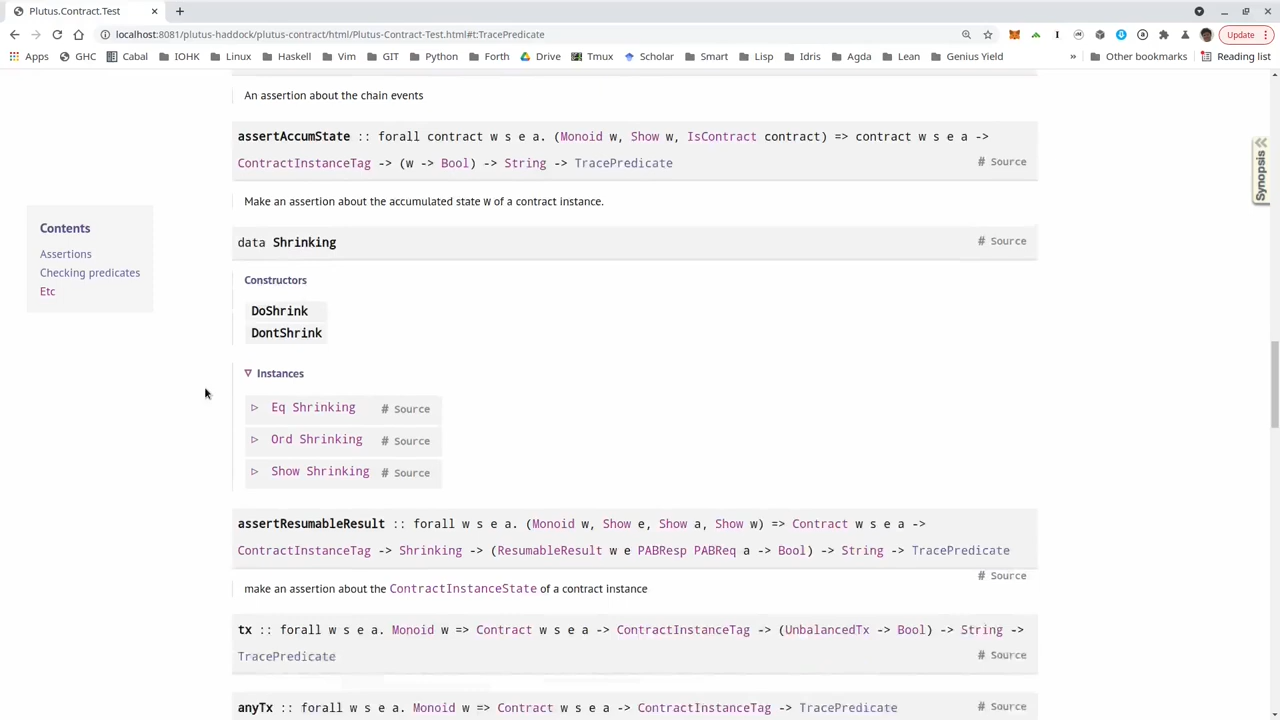 Plutus.Contract.Test
localhost:8081/plutus-haddock/plutus-contract/html/Plutus-Contract-Test.html#t:TracePredicate
Update
Apps GHC Cabal IOHK Linux Haskell Vim GIT Python Forth Drive Tmux Scholar Smart Lisp Idris Agda Lean Genius Yield » Other bookmarks Reading list
An assertion about the chain events
assertAccumState :: forall contract w s e a. (Monoid w, Show w, IsContract contract) => contract w s e a ->
ContractInstanceTag -> (w -> Bool) -> String -> TracePredicate # Source
Synopsis
Make an assertion about the accumulated state w of a contract instance.
Contents
Assertions
Checking predicates
Etc
data Shrinking # Source
Constructors
DoShrink
DontShrink
Instances
Eq Shrinking # Source
Ord Shrinking # Source
Show Shrinking # Source
assertResumableResult :: forall w s e a. (Monoid w, Show e, Show a, Show w) => Contract w s e a ->
ContractInstanceTag -> Shrinking -> (ResumableResult w e PABResp PABReq a -> Bool) -> String -> TracePredicate
# Source
make an assertion about the ContractInstanceState of a contract instance
tx :: forall w s e a. Monoid w => Contract w s e a -> ContractInstanceTag -> (UnbalancedTx -> Bool) -> String ->
TracePredicate # Source
anyTx :: forall w s e a. Monoid w => Contract w s e a -> ContractInstanceTag -> TracePredicate # Source